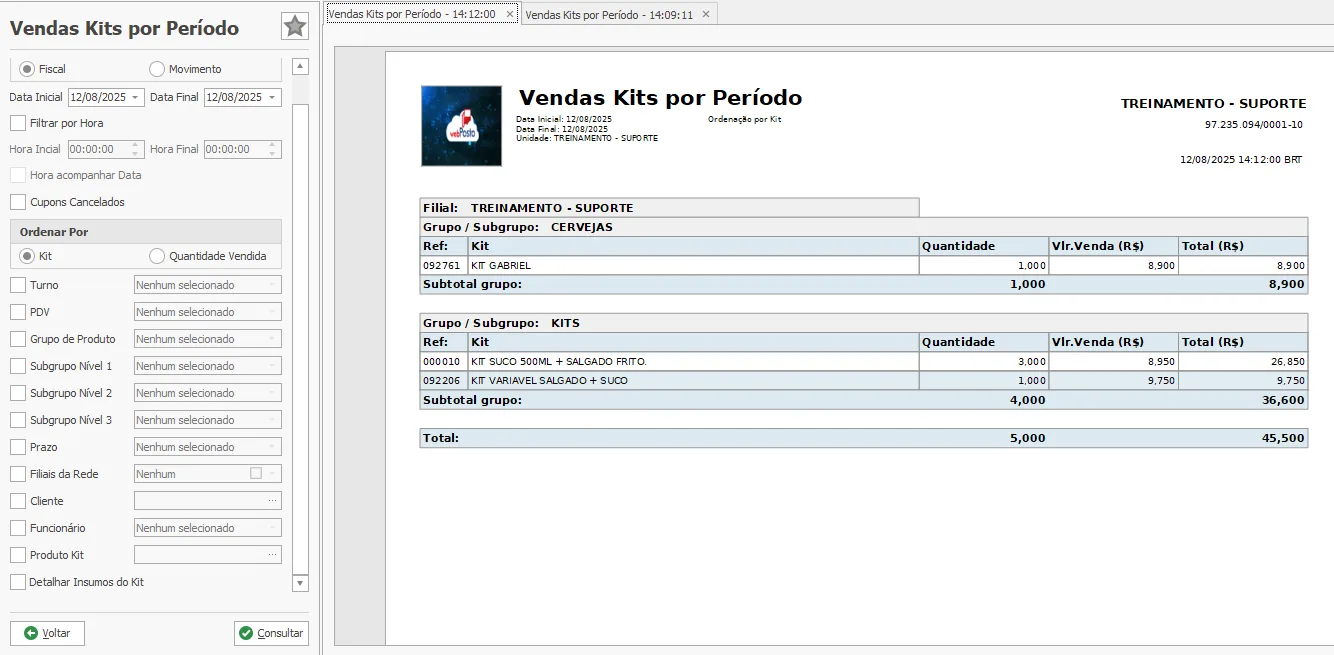 Vendas Kits por Período
Fiscal Movimento
Data Inicial 12/08/2025 Data Final 12/08/2025
Filtrar por Hora
Hora Incial 00:00:00 Hora Final 00:00:00
Hora acompanhar Data
Cupons Cancelados
Ordenar Por
Kit Quantidade Vendida
Turno Nenhum selecionado
PDV Nenhum selecionado
Grupo de Produto Nenhum selecionado
Subgrupo Nível 1 Nenhum selecionado
Subgrupo Nível 2 Nenhum selecionado
Subgrupo Nível 3 Nenhum selecionado
Prazo Nenhum selecionado
Filiais da Rede Nenhum
Cliente ...
Funcionário Nenhum selecionado
Produto Kit ...
Detalhar Insumos do Kit
Voltar Consultar
Vendas Kits por Período - 14:12:00 × Vendas Kits por Período - 14:09:11 ×
webPosto
Vendas Kits por Período
Data Inicial: 12/08/2025 Ordenação por Kit
Data Final: 12/08/2025
Unidade: TREINAMENTO - SUPORTE
TREINAMENTO - SUPORTE
97.235.094/0001-10
12/08/2025 14:12:00 BRT
Filial: TREINAMENTO - SUPORTE
Grupo / Subgrupo: CERVEJAS
Ref: Kit Quantidade Vlr.Venda (R$) Total (R$)
092761 KIT GABRIEL 1,000 8,900 8,900
Subtotal grupo: 1,000 8,900
Grupo / Subgrupo: KITS
Ref: Kit Quantidade Vlr.Venda (R$) Total (R$)
000010 KIT SUCO 500ML + SALGADO FRITO. 3,000 8,950 26,850
092206 KIT VARIAVEL SALGADO + SUCO 1,000 9,750 9,750
Subtotal grupo: 4,000 36,600
Total: 5,000 45,500